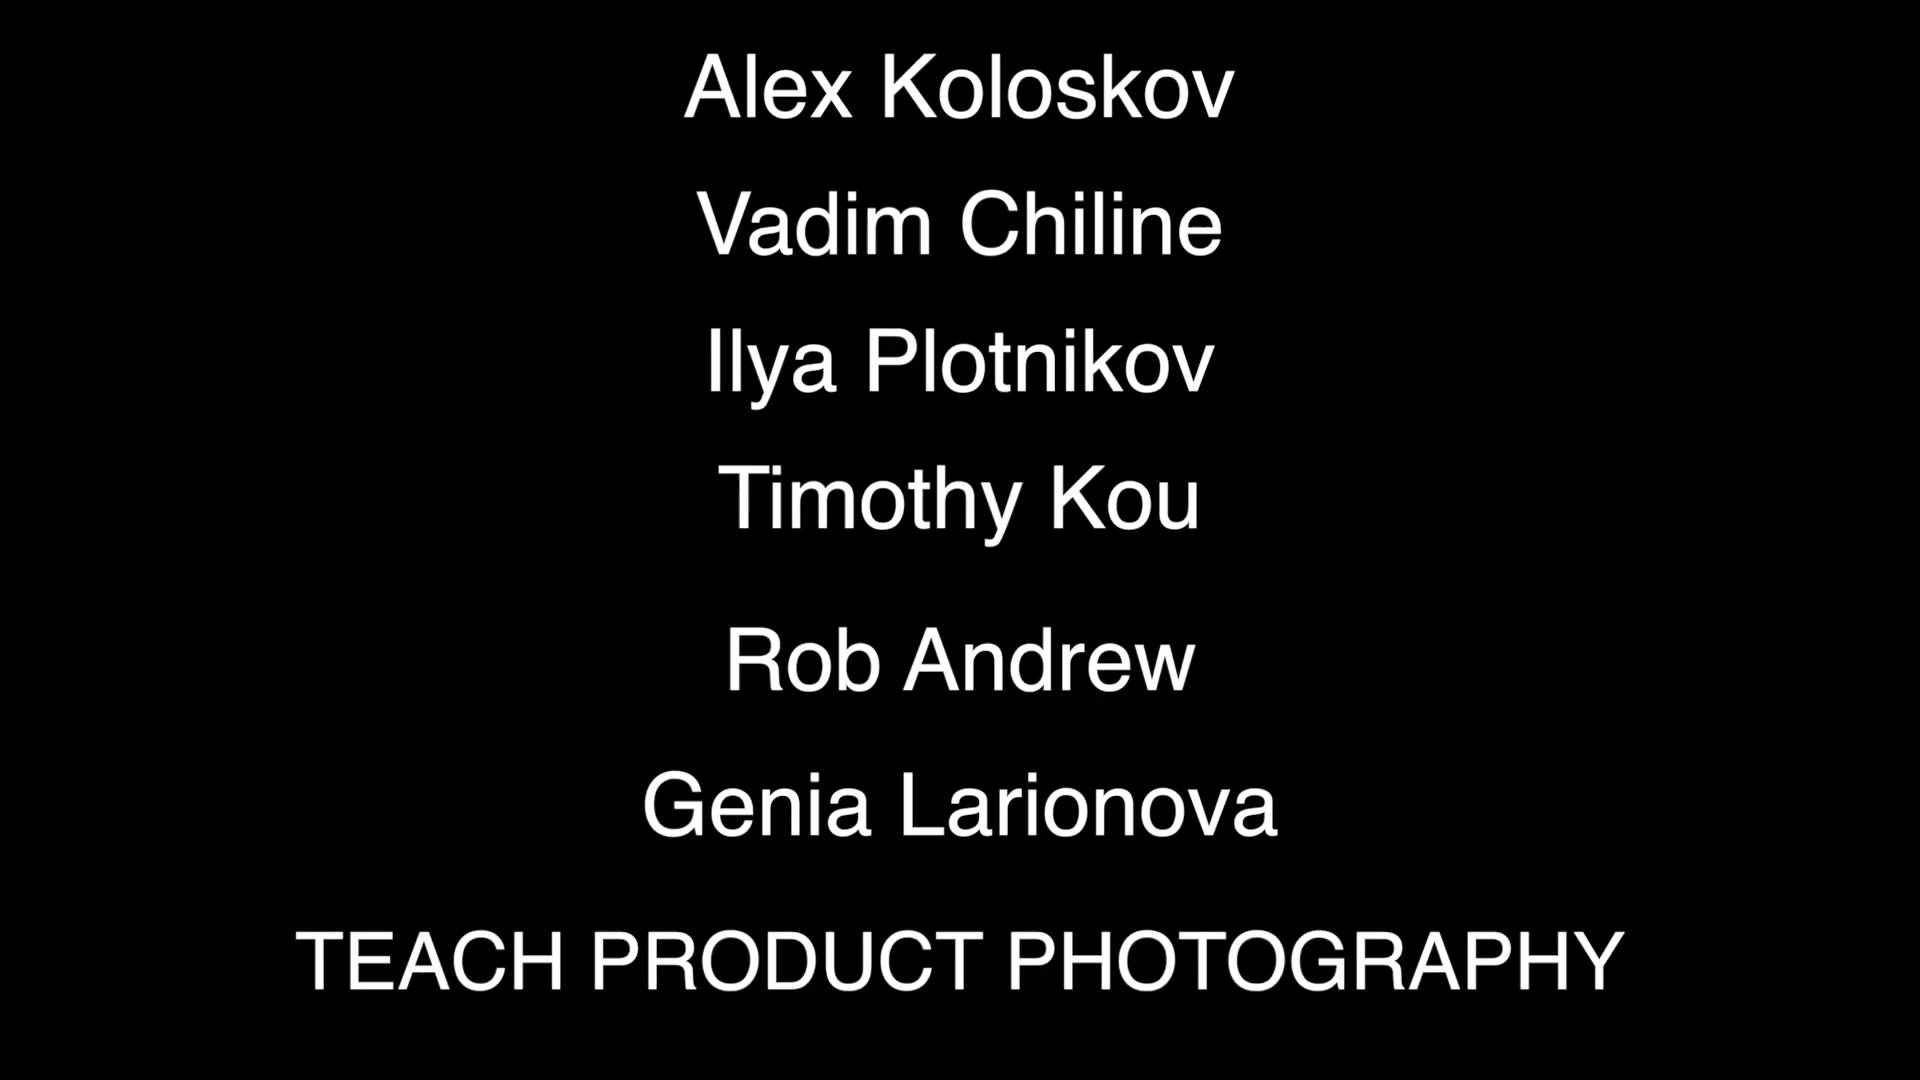 Alex Koloskov
Vadim Chiline
Ilya Plotnikov
Timothy Kou
Rob Andrew
Genia Larionova
TEACH PRODUCT PHOTOGRAPHY